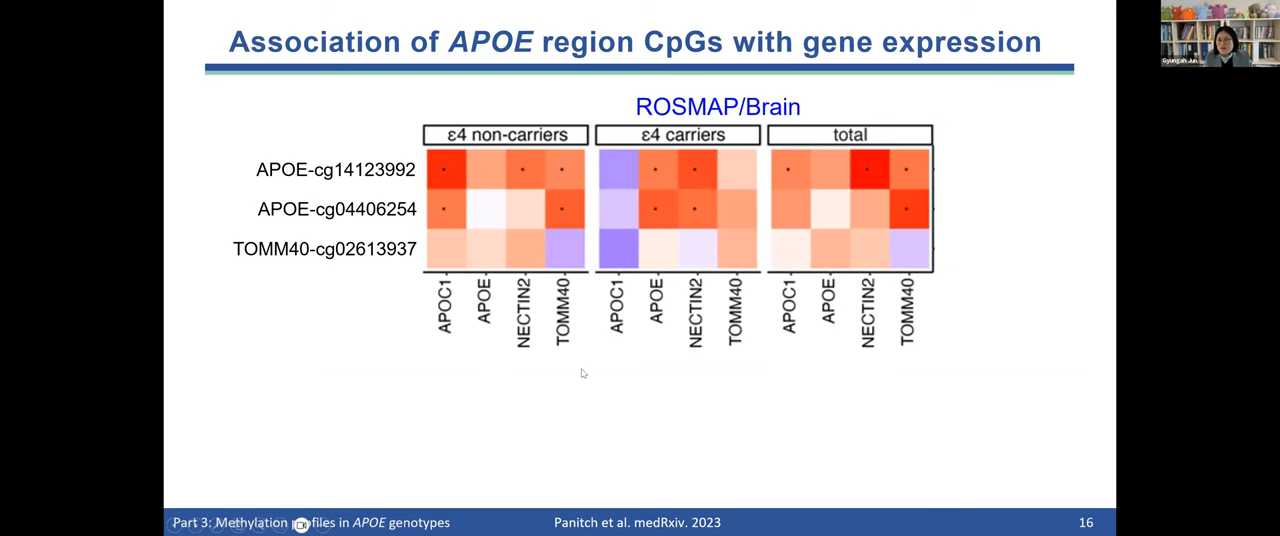 Association of APOE region CpGs with gene expression
Gyungah Jun
ROSMAP/Brain
ε4 non-carriers
ε4 carriers
total
APOE-cg14123992
APOE-cg04406254
TOMM40-cg02613937
APOC1
APOE
NECTIN2
TOMM40
APOC1
APOE
NECTIN2
TOMM40
APOC1
APOE
NECTIN2
TOMM40
Part 3: Methylation profiles in APOE genotypes
Panitch et al. medRxiv. 2023
16